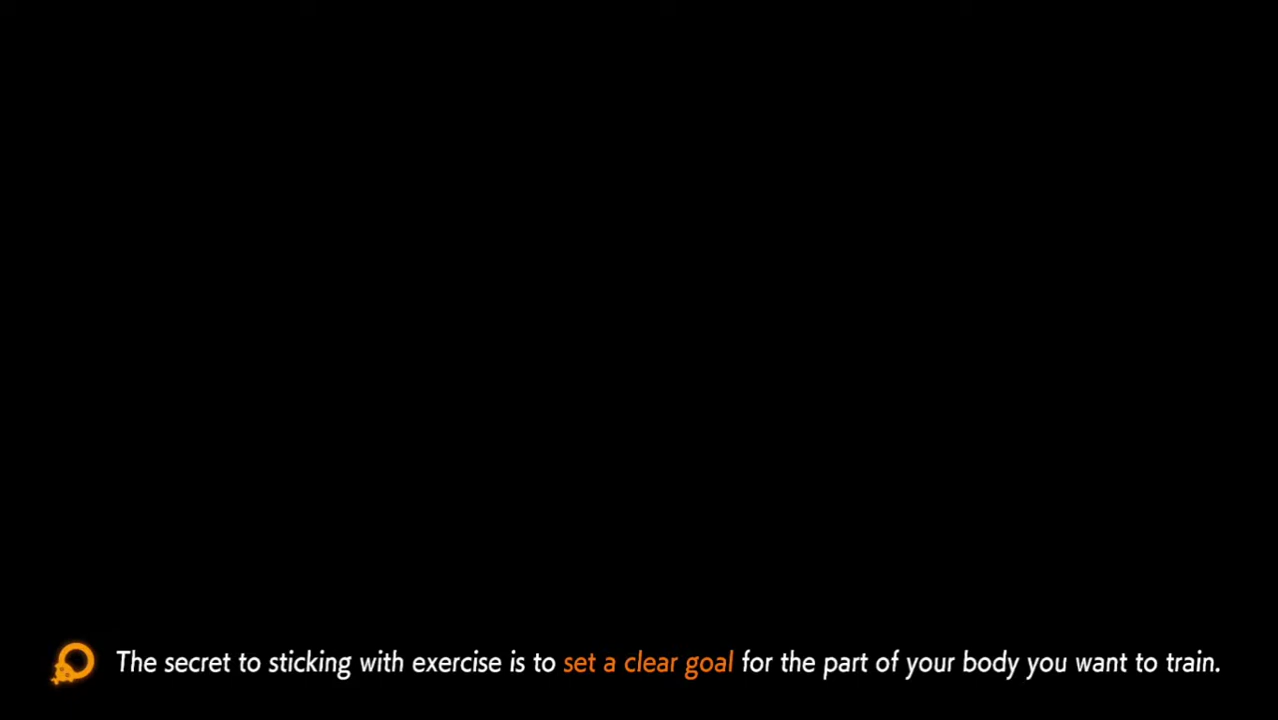 The secret to sticking with exercise is to set a clear goal for the part of your body you want to train.